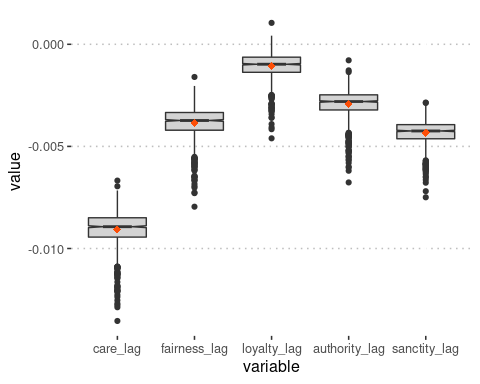 0.000
-0.005
-0.010
value
care_lag fairness_lag loyalty_lag authority_lag sanctity_lag
variable